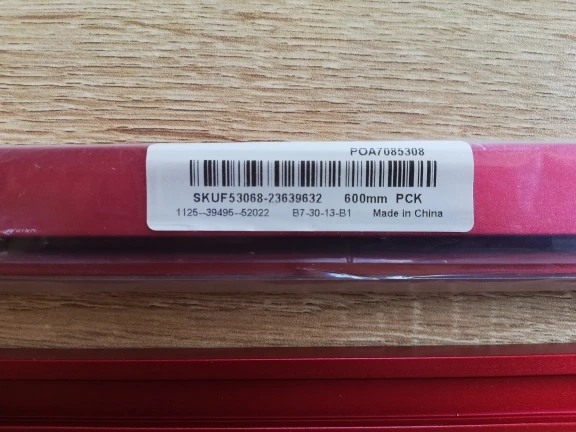 POA7085308
SKUF53068-23639632 600mm PCK
1125--39495--52022 B7-30-13-B1 Made in China